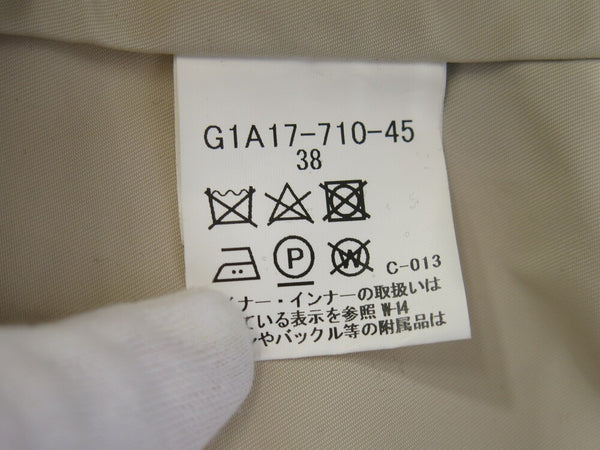 G1A17-710-45
38
P W
C-013
イナー・インナーの取扱いは
ている表示を参照 W-14
やバックル等の附属品は